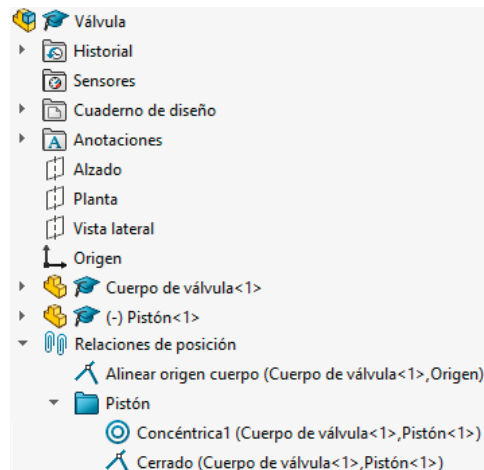 Válvula
Historial
Sensores
Cuaderno de diseño
Anotaciones
Alzado
Planta
Vista lateral
Origen
Cuerpo de válvula<1>
(-) Pistón<1>
Relaciones de posición
Alinear origen cuerpo (Cuerpo de válvula<1>,Origen)
Pistón
Concéntrica1 (Cuerpo de válvula<1>,Pistón<1>)
Cerrado (Cuerpo de válvula<1>,Pistón<1>)